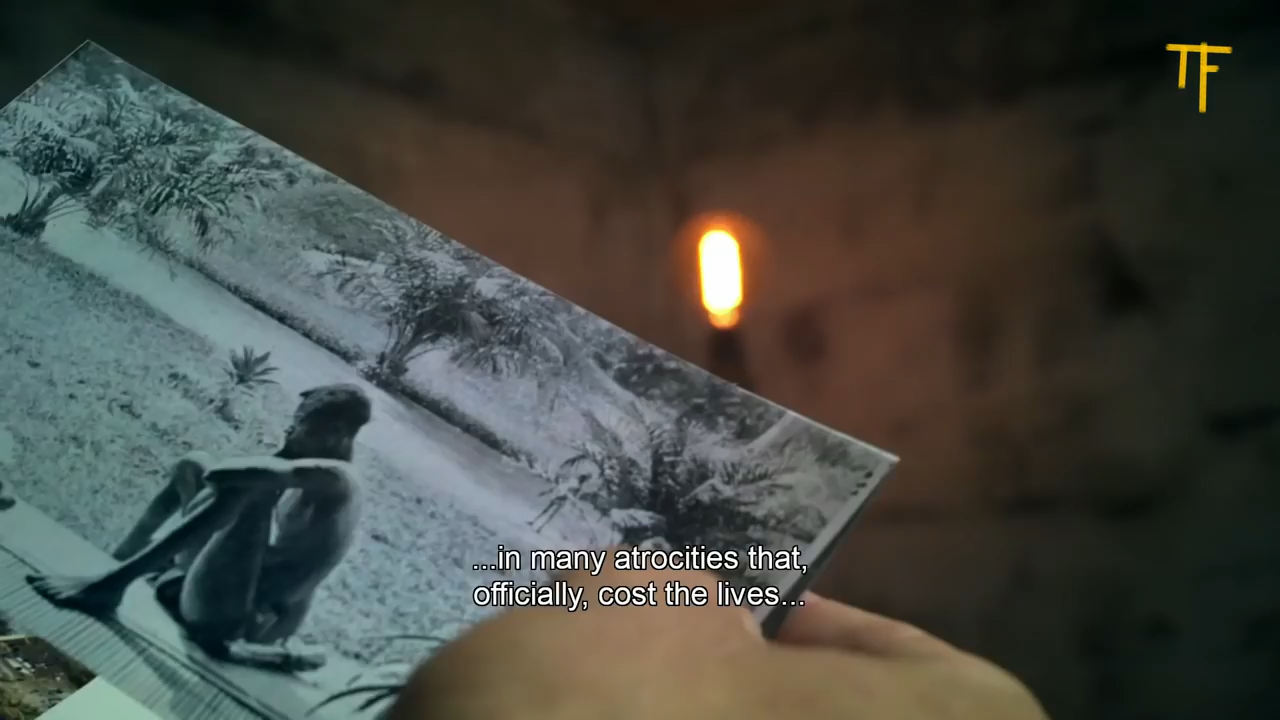 TF
...in many atrocities that,
officially, cost the lives...